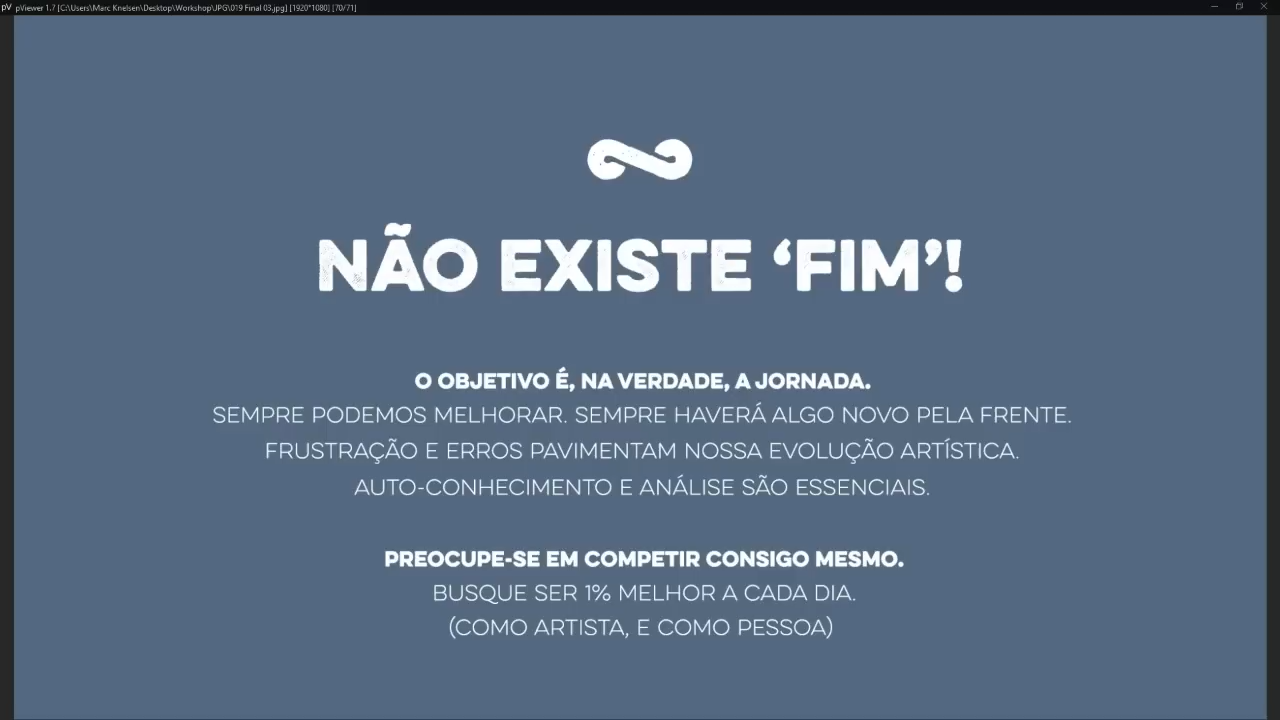 pV pViewer 1.7 [C:\Users\Marc Knelsen\Desktop\Workshop\JPG\019 Final 03.jpg] [1920*1080] [70/71]
NÃO EXISTE ‘FIM’!
O OBJETIVO É, NA VERDADE, A JORNADA.
SEMPRE PODEMOS MELHORAR. SEMPRE HAVERÁ ALGO NOVO PELA FRENTE.
FRUSTRAÇÃO E ERROS PAVIMENTAM NOSSA EVOLUÇÃO ARTÍSTICA.
AUTO-CONHECIMENTO E ANÁLISE SÃO ESSENCIAIS.
PREOCUPE-SE EM COMPETIR CONSIGO MESMO.
BUSQUE SER 1% MELHOR A CADA DIA.
(COMO ARTISTA, E COMO PESSOA)